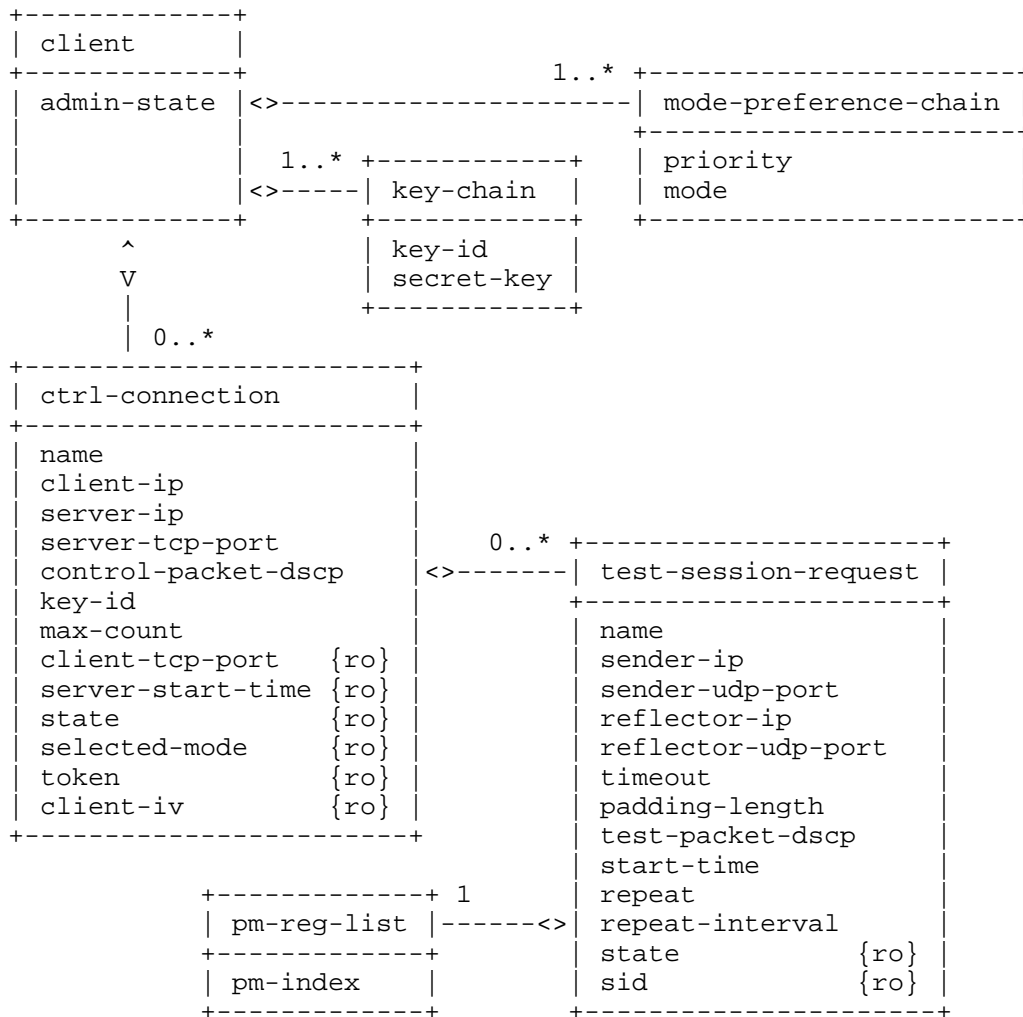 client
1..*
admin-state <> mode-preference-chain
1..* priority
<> key-chain mode
key-id
secret-key
0..*
ctrl-connection
name
client-ip
server-ip
server-tcp-port 0..*
control-packet-dscp <> test-session-request
key-id
max-count name
client-tcp-port {ro} sender-ip
server-start-time {ro} sender-udp-port
state {ro} reflector-ip
selected-mode {ro} reflector-udp-port
token {ro} timeout
client-iv {ro} padding-length
test-packet-dscp
start-time
1 repeat
pm-reg-list <> repeat-interval
state {ro}
pm-index sid {ro}